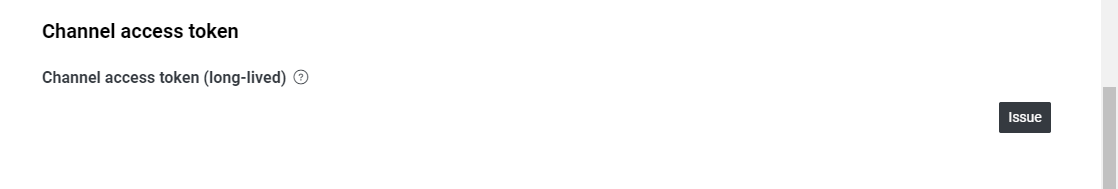 Channel access token
Channel access token (long-lived) ?
Issue